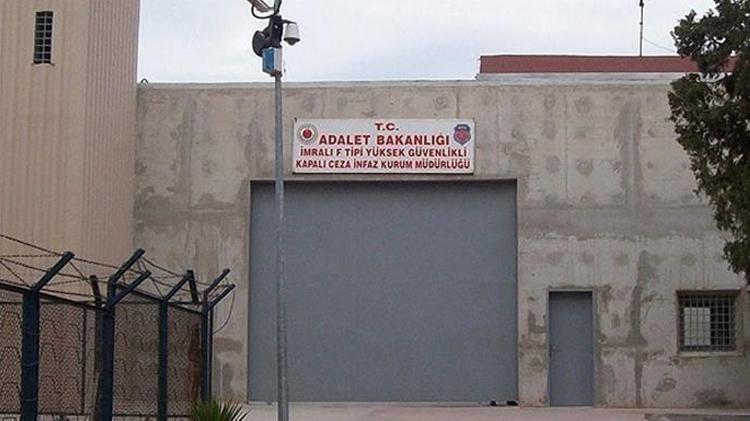 T.C.
ADALET BAKANLIĞI
İMRALI F TİPİ YÜKSEK GÜVENLİKLİ
KAPALI CEZA İNFAZ KURUM MÜDÜRLÜĞÜ